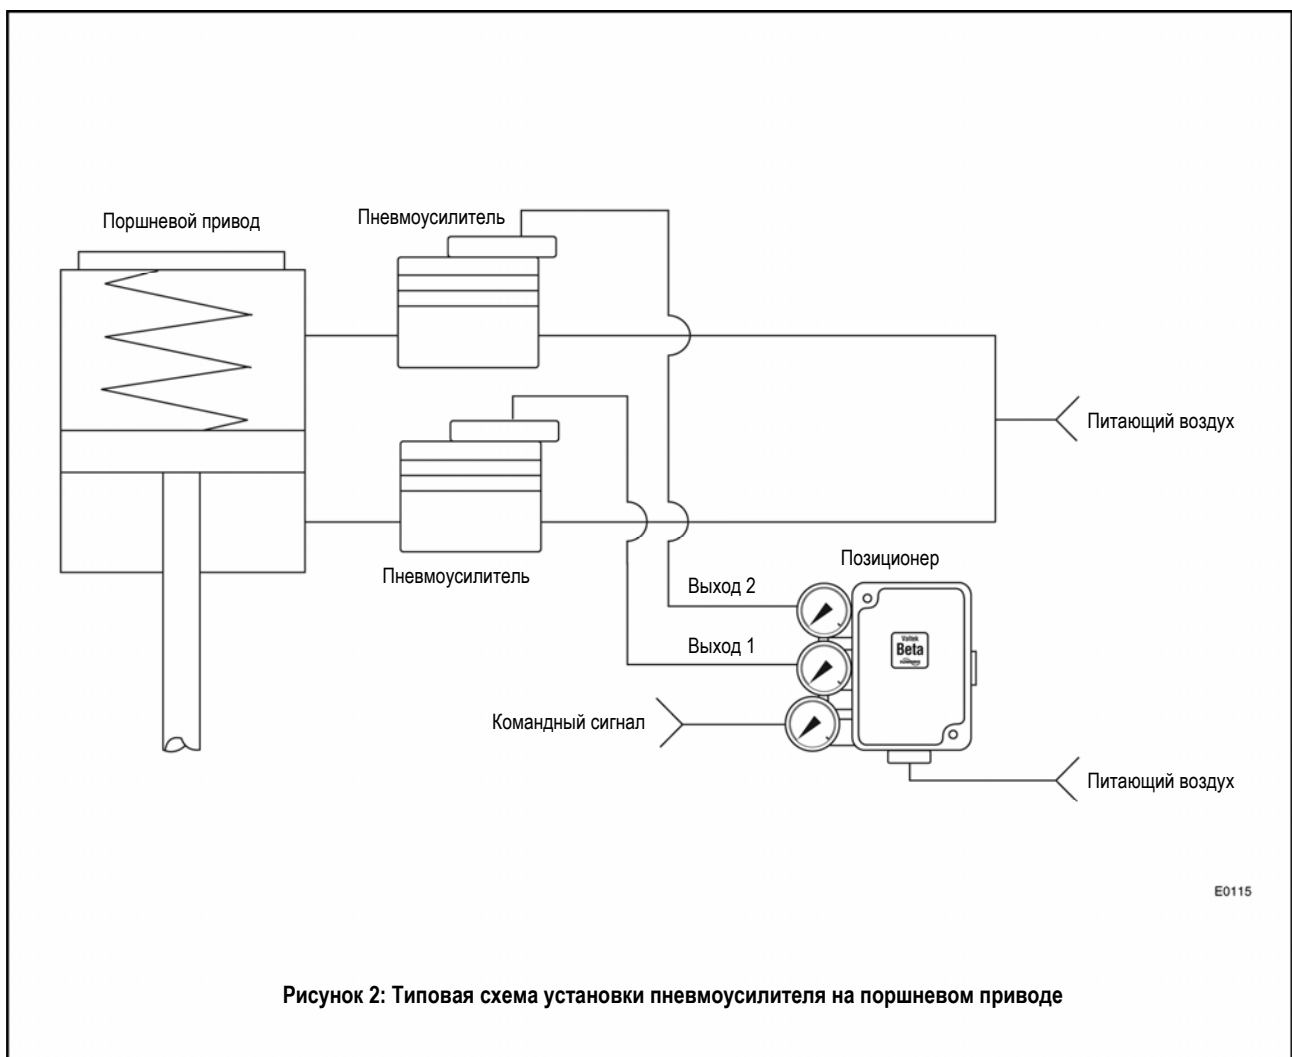 Поршневой привод
Пневмоусилитель
Питающий воздух
Пневмоусилитель
Позиционер
Выход 2
Valtek
Beta
Выход 1
Командный сигнал
Питающий воздух
E0115
Рисунок 2: Типовая схема установки пневмоусилителя на поршневом приводе